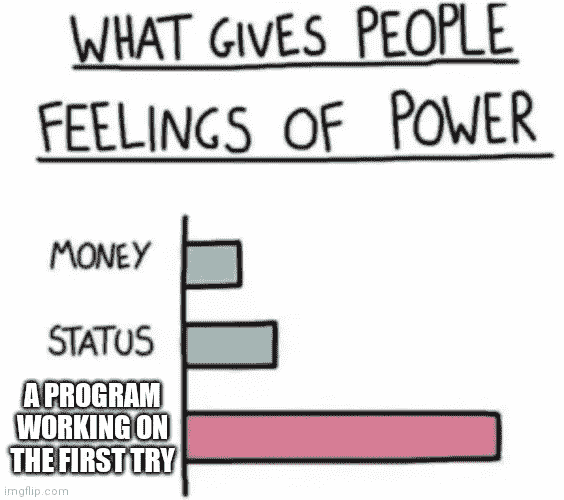 WHAT GIVES PEOPLE
FEELINGS OF POWER
MONEY
STATUS
A PROGRAM
WORKING ON
THE FIRST TRY
imgflip.com